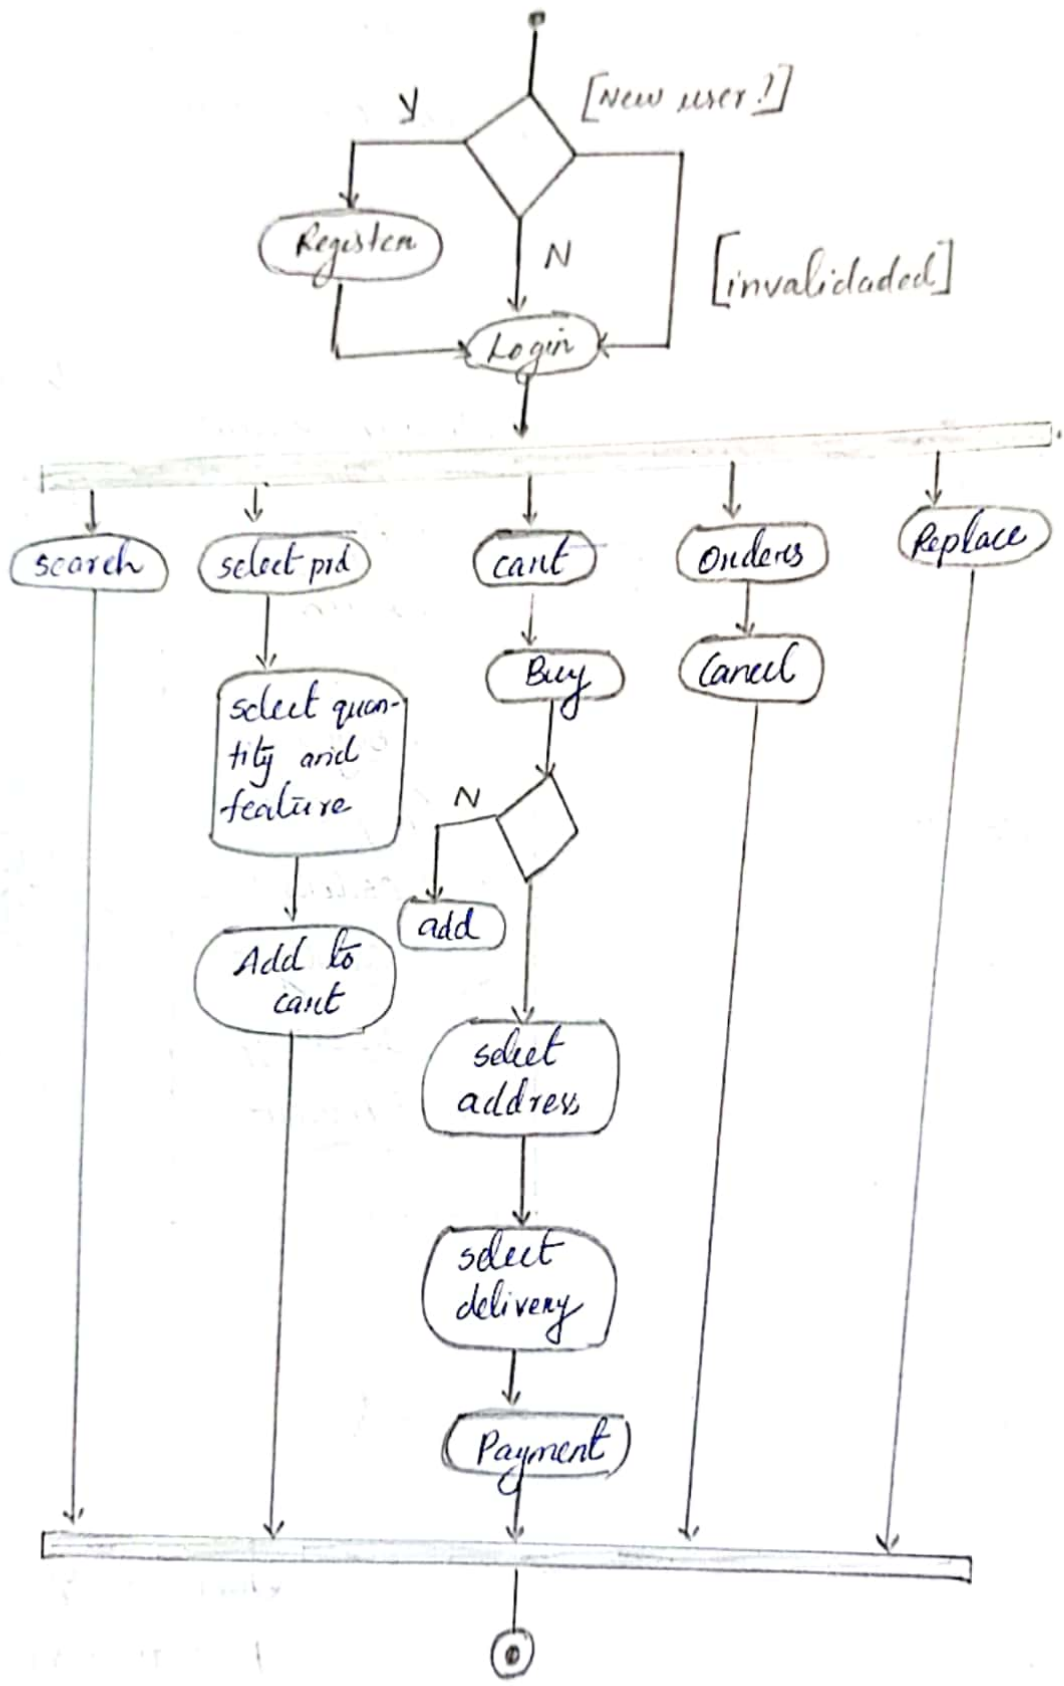 [New user?]
Y
Register
N
[invalidaded]
Login
search
select prd
cart
Orders
Replace
Buy
Cancel
select quan-
tity and
feature
N
add
Add to
cart
select
address
select
delivery
Payment